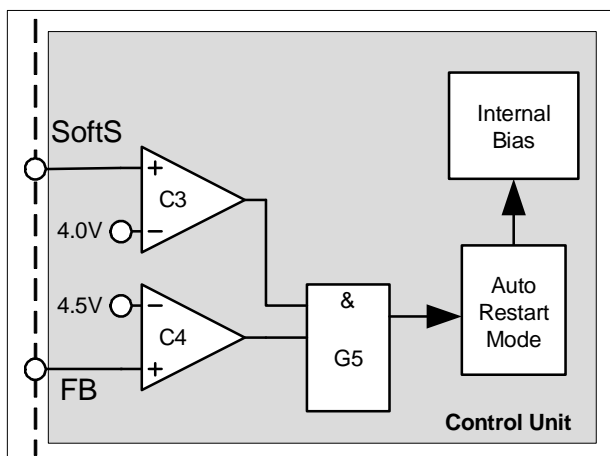 SoftS
+
C3
4.0V
−
4.5V
−
C4
+
FB
&
G5
Internal
Bias
Auto
Restart
Mode
Control Unit